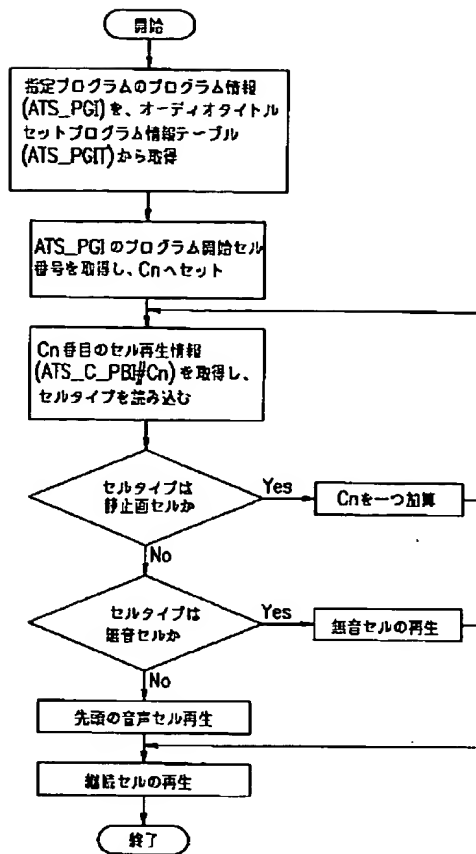 開始
指定プログラムのプログラム情報
(ATS_PGI)を、オーディオタイトル
セットプログラム情報テーブル
(ATS_PGIT)から取得
ATS_PGIのプログラム開始セル
番号を取得し、Cnへセット
Cn番目のセル再生情報
(ATS_C_PBI#Cn)を取得し、
セルタイプを読み込む
セルタイプは
静止画セルか
Yes
Cnを一つ加算
No
セルタイプは
無音セルか
Yes
無音セルの再生
No
先頭の音声セル再生
継続セルの再生
終了